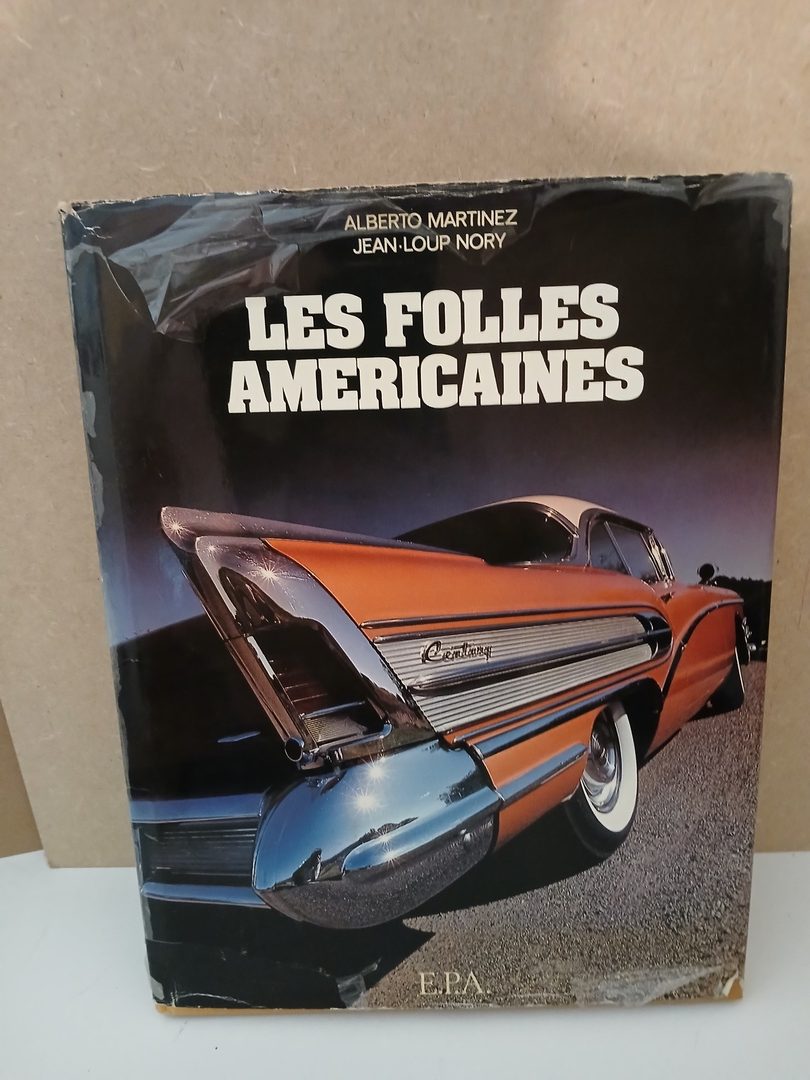 ALBERTO MARTINEZ
JEAN-LOUP NORY
LES FOLLES
AMERICAINES
Century
E.P.A.